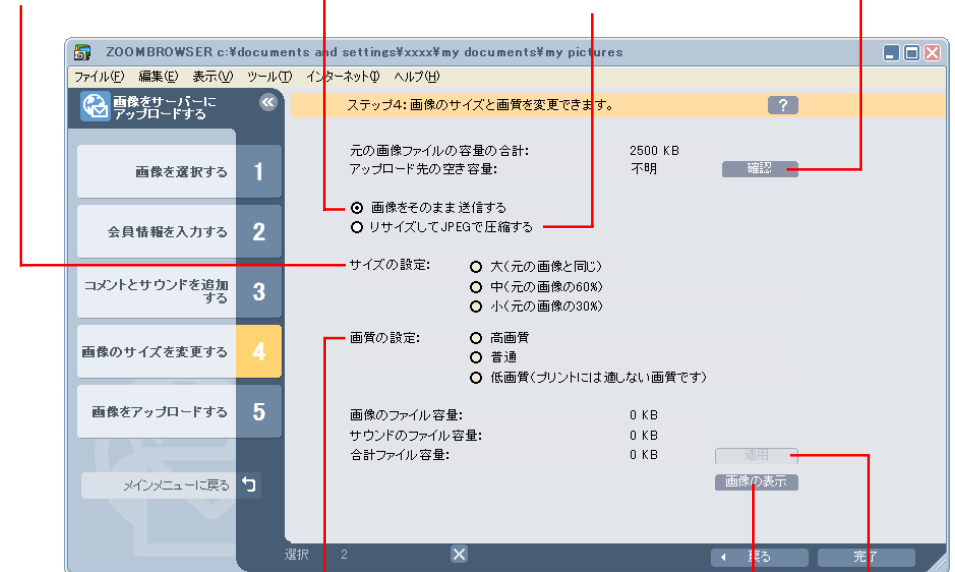 ZOOMBROWSER c:¥documents and settings¥xxxx¥my documents¥my pictures
ファイル(F) 編集(E) 表示(V) ツール(T) インターネット(I) ヘルプ(H)
画像をサーバーに
アップロードする
«
ステップ4:画像のサイズと画質を変更できます。
?
画像を選択する 1
会員情報を入力する 2
コメントとサウンドを追加
する 3
画像のサイズを変更する 4
画像をアップロードする 5
メインメニューに戻る
元の画像ファイルの容量の合計: 2500 KB
アップロード先の空き容量: 不明 確認
画像をそのまま送信する
リサイズしてJPEGで圧縮する
サイズの設定: 大(元の画像と同じ)
中(元の画像の60%)
小(元の画像の30%)
画質の設定: 高画質
普通
低画質(プリントには適しない画質です)
画像のファイル容量: 0 KB
サウンドのファイル容量: 0 KB
合計ファイル容量: 0 KB 適用
画像の表示
選択 2 戻る 完了